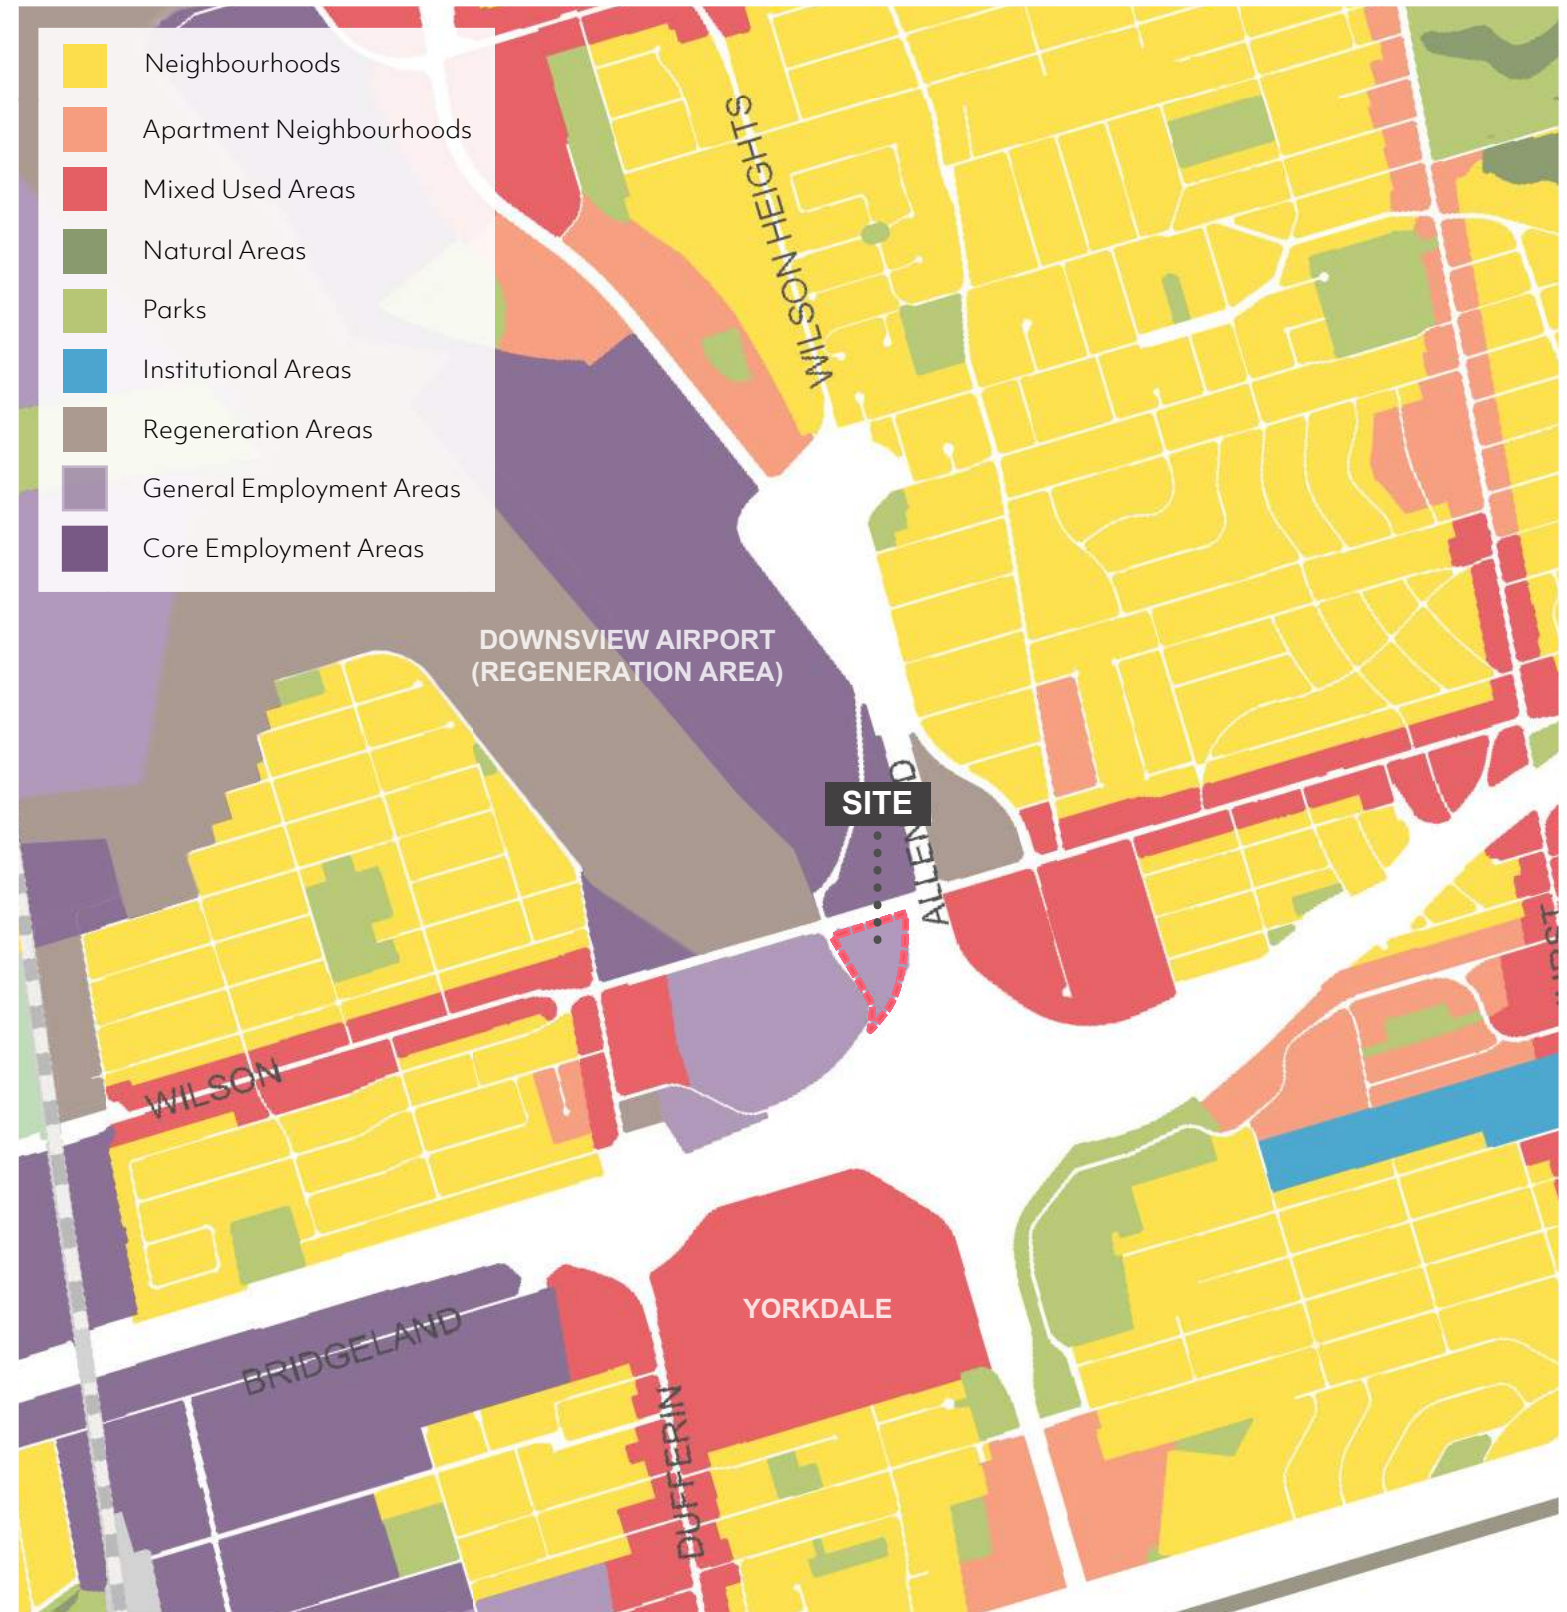 Neighbourhoods
Apartment Neighbourhoods
Mixed Used Areas
Natural Areas
Parks
Institutional Areas
Regeneration Areas
General Employment Areas
Core Employment Areas
WILSON HEIGHTS
DOWNSVIEW AIRPORT
(REGENERATION AREA)
SITE
WILSON
YORKDALE
BRIDGELAND
DUFFERIN